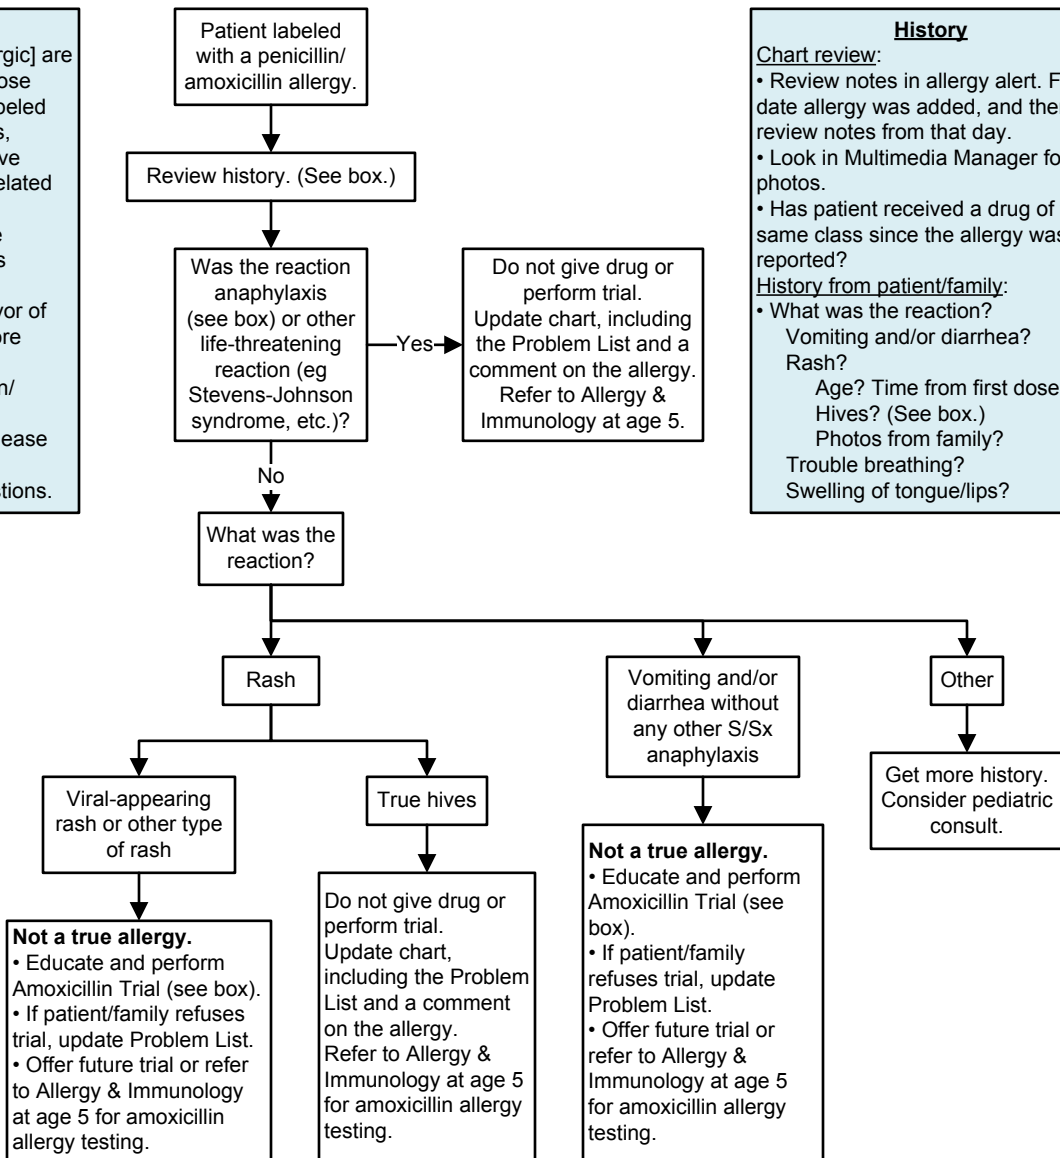 rgic] are
ose
beled
s,
ve
elated
e
s
vor of
ore
n/
lease
stions.
Patient labeled
with a penicillin/
amoxicillin allergy.
Review history. (See box.)
Was the reaction
anaphylaxis
(see box) or other
life-threatening
reaction (eg
Stevens-Johnson
syndrome, etc.)?
Yes
Do not give drug or
perform trial.
Update chart, including
the Problem List and a
comment on the allergy.
Refer to Allergy &
Immunology at age 5.
History
Chart review:
• Review notes in allergy alert. F
date allergy was added, and the
review notes from that day.
• Look in Multimedia Manager fo
photos.
• Has patient received a drug of
same class since the allergy was
reported?
History from patient/family:
• What was the reaction?
Vomiting and/or diarrhea?
Rash?
Age? Time from first dose
Hives? (See box.)
Photos from family?
Trouble breathing?
Swelling of tongue/lips?
No
What was the
reaction?
Rash
Vomiting and/or
diarrhea without
any other S/Sx
anaphylaxis
Other
Viral-appearing
rash or other type
of rash
True hives
Get more history.
Consider pediatric
consult.
Not a true allergy.
• Educate and perform
Amoxicillin Trial (see box).
• If patient/family refuses
trial, update Problem List.
• Offer future trial or refer
to Allergy & Immunology
at age 5 for amoxicillin
allergy testing.
Do not give drug or
perform trial.
Update chart,
including the Problem
List and a comment
on the allergy.
Refer to Allergy &
Immunology at age 5
for amoxicillin allergy
testing.
Not a true allergy.
• Educate and perform
Amoxicillin Trial (see
box).
• If patient/family
refuses trial, update
Problem List.
• Offer future trial or
refer to Allergy &
Immunology at age 5
for amoxicillin allergy
testing.